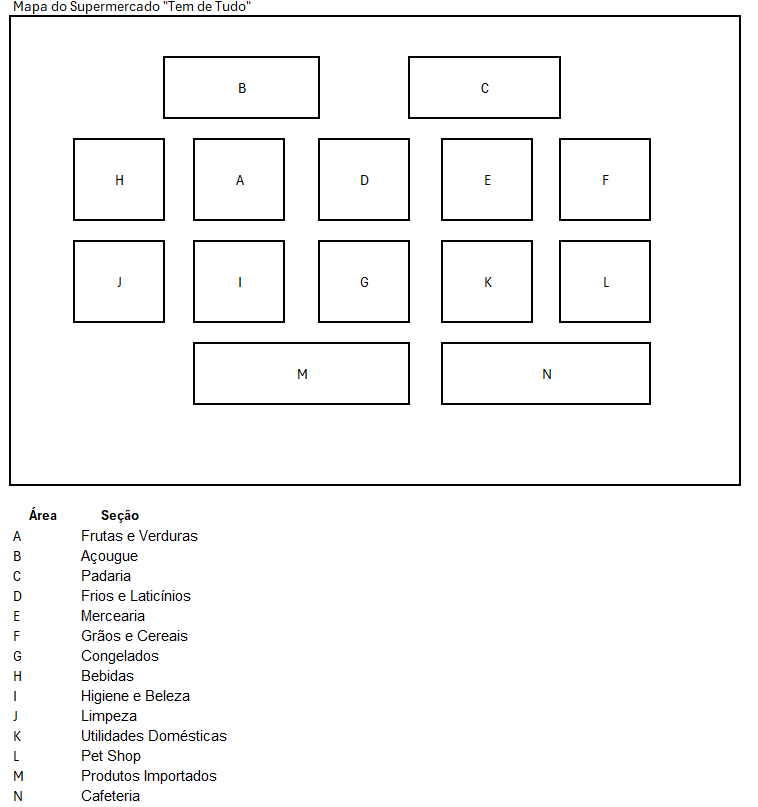 Mapa do Supermercado "Tem de Tudo"
B C
H A D E F
J I G K L
M N
Área Seção
A Frutas e Verduras
B Açougue
C Padaria
D Frios e Laticínios
E Mercearia
F Grãos e Cereais
G Congelados
H Bebidas
I Higiene e Beleza
J Limpeza
K Utilidades Domésticas
L Pet Shop
M Produtos Importados
N Cafeteria